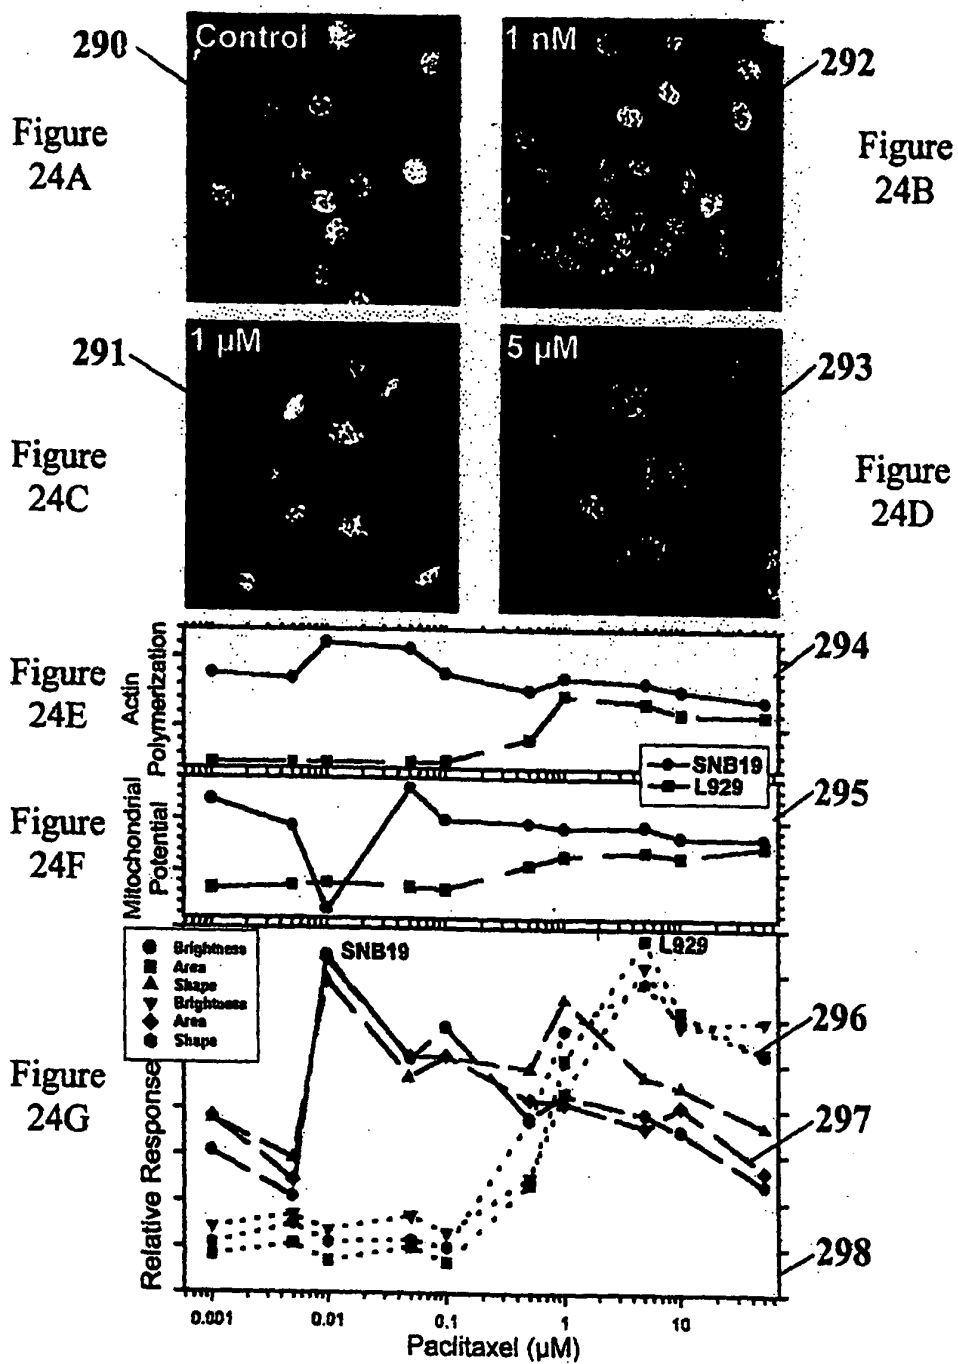 290
Control
1 nM
292
Figure
24A
Figure
24B
291
1 µM
5 µM
293
Figure
24C
Figure
24D
Figure
24E
Actin
Polymerization
294
SNB19
L929
Figure
24F
Mitochondrial
Potential
295
Brightness
Area
Shape
Brightness
Area
Shape
SNB19
L929
296
Figure
24G
Relative Response
297
298
0.001
0.01
0.1
1
10
Paclitaxel (µM)